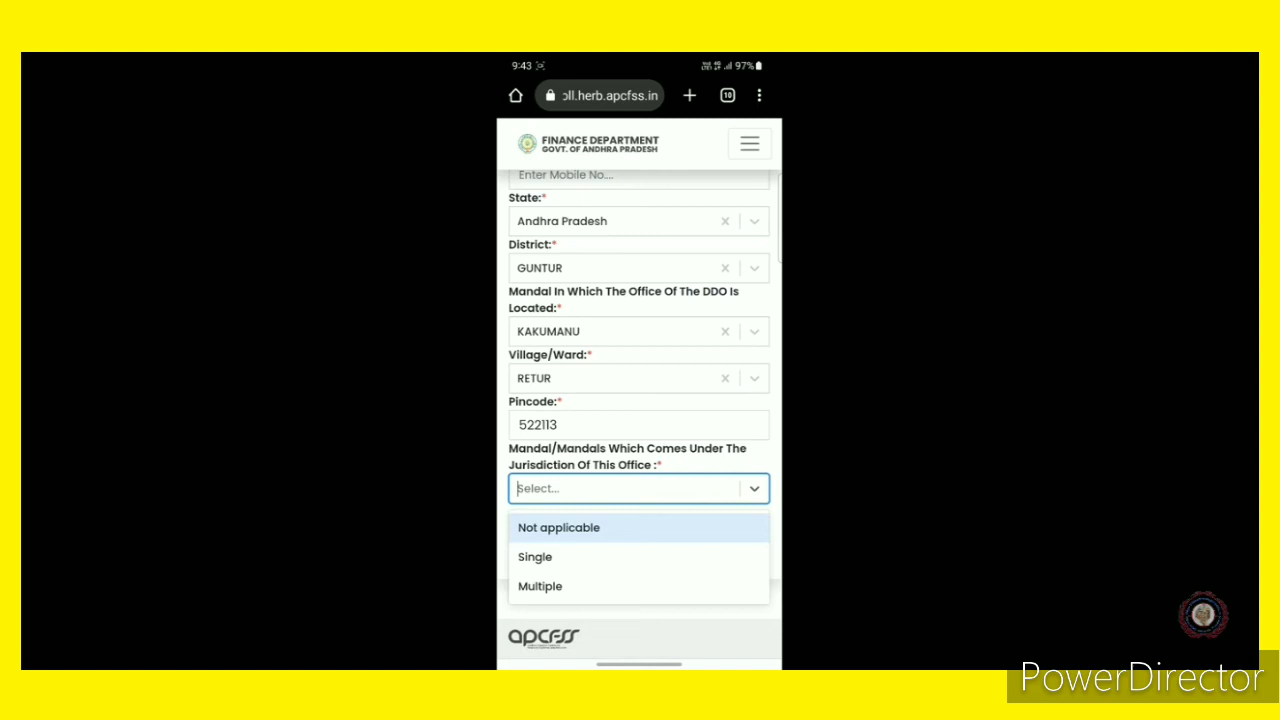 9:43
97%
oll.herb.apcfss.in
10
FINANCE DEPARTMENT
GOVT. OF ANDHRA PRADESH
Enter Mobile No....
State:*
Andhra Pradesh
District:*
GUNTUR
Mandal In Which The Office Of The DDO Is
Located:*
KAKUMANU
Village/Ward:*
RETUR
Pincode:*
522113
Mandal/Mandals Which Comes Under The
Jurisdiction Of This Office :*
Select...
Not applicable
Single
Multiple
apcfss
PowerDirector